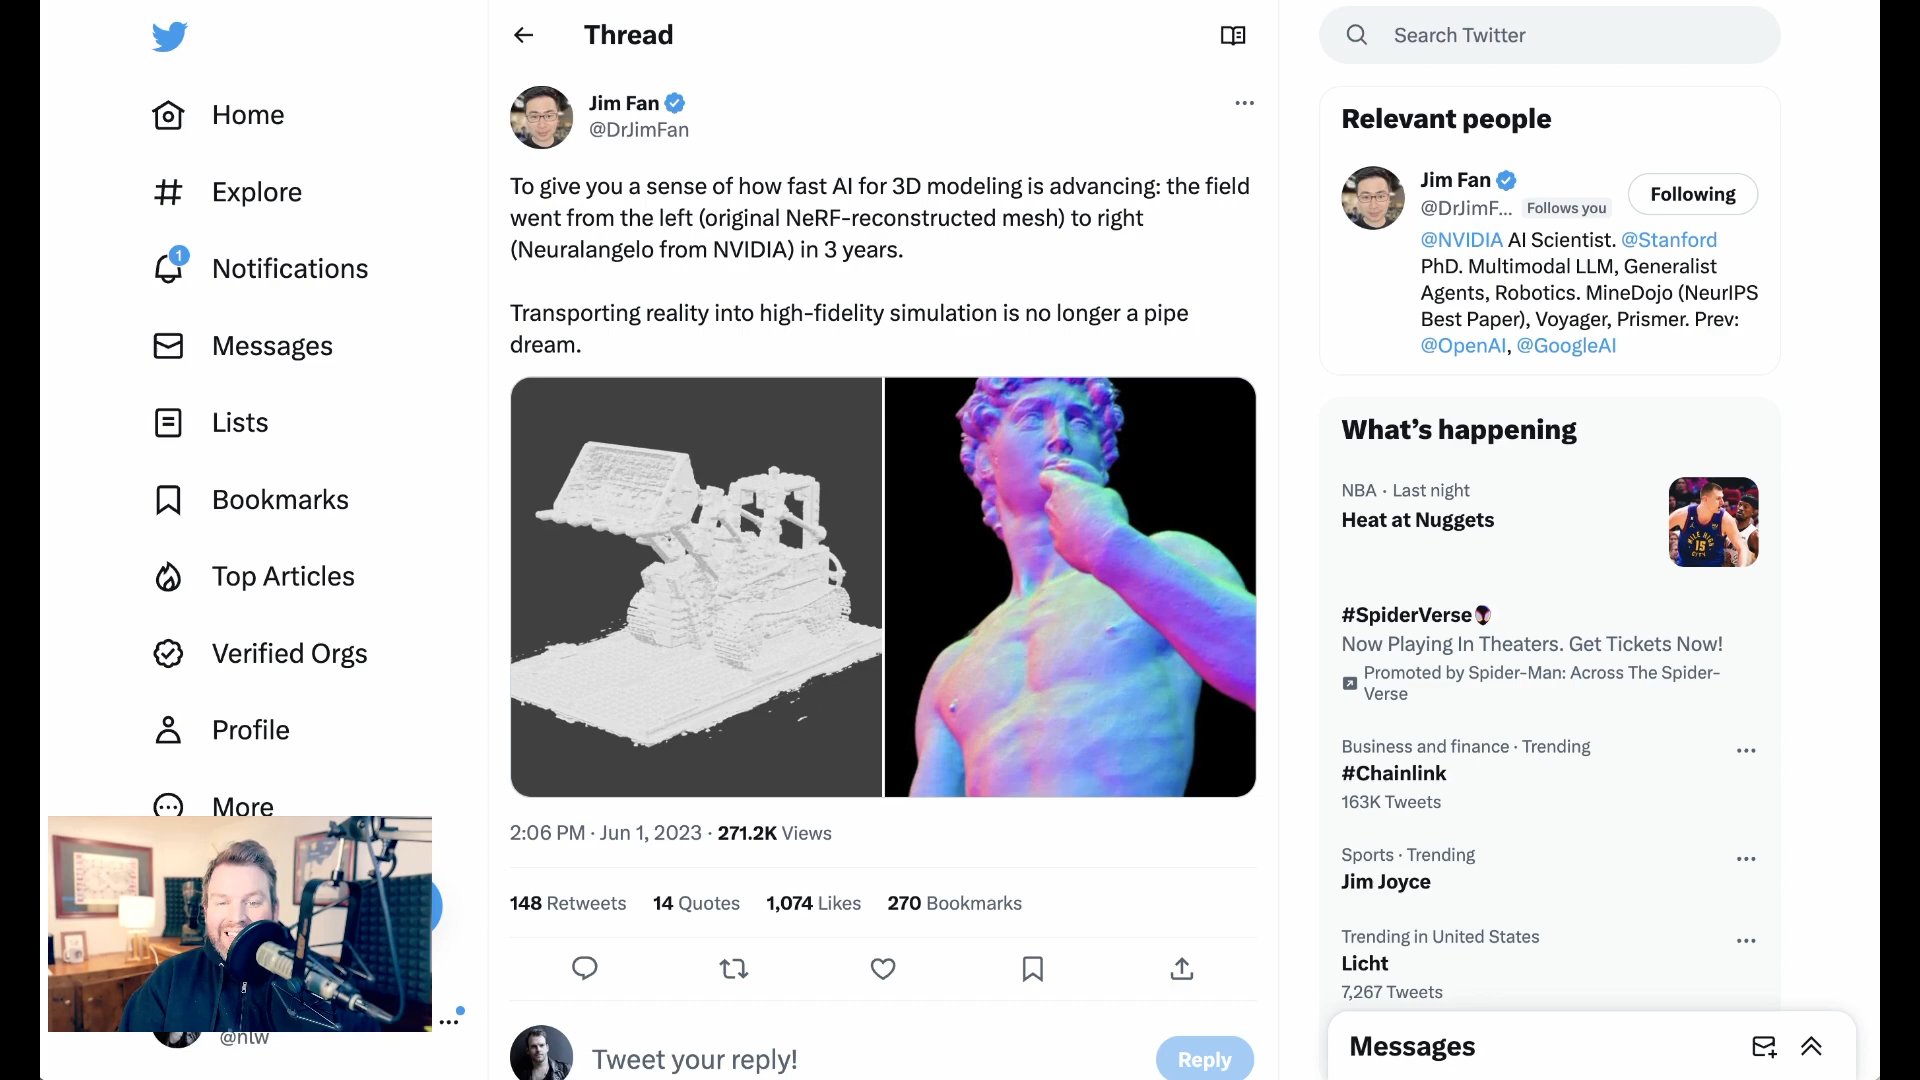 Home
Explore
1
Notifications
Messages
Lists
Bookmarks
Top Articles
Verified Orgs
Profile
More
@nlw
Thread
Jim Fan
@DrJimFan
To give you a sense of how fast AI for 3D modeling is advancing: the field
went from the left (original NeRF-reconstructed mesh) to right
(Neuralangelo from NVIDIA) in 3 years.
Transporting reality into high-fidelity simulation is no longer a pipe
dream.
2:06 PM · Jun 1, 2023 · 271.2K Views
148 Retweets 14 Quotes 1,074 Likes 270 Bookmarks
Tweet your reply!
Reply
Search Twitter
Relevant people
Jim Fan
Following
@DrJimF... Follows you
@NVIDIA AI Scientist. @Stanford
PhD. Multimodal LLM, Generalist
Agents, Robotics. MineDojo (NeurIPS
Best Paper), Voyager, Prismer. Prev:
@OpenAI, @GoogleAI
What's happening
NBA · Last night
Heat at Nuggets
MILE HIGH
15
CITY
#SpiderVerse
Now Playing In Theaters. Get Tickets Now!
Promoted by Spider-Man: Across The Spider-
Verse
Business and finance · Trending
#Chainlink
163K Tweets
Sports · Trending
Jim Joyce
Trending in United States
Licht
7,267 Tweets
Messages